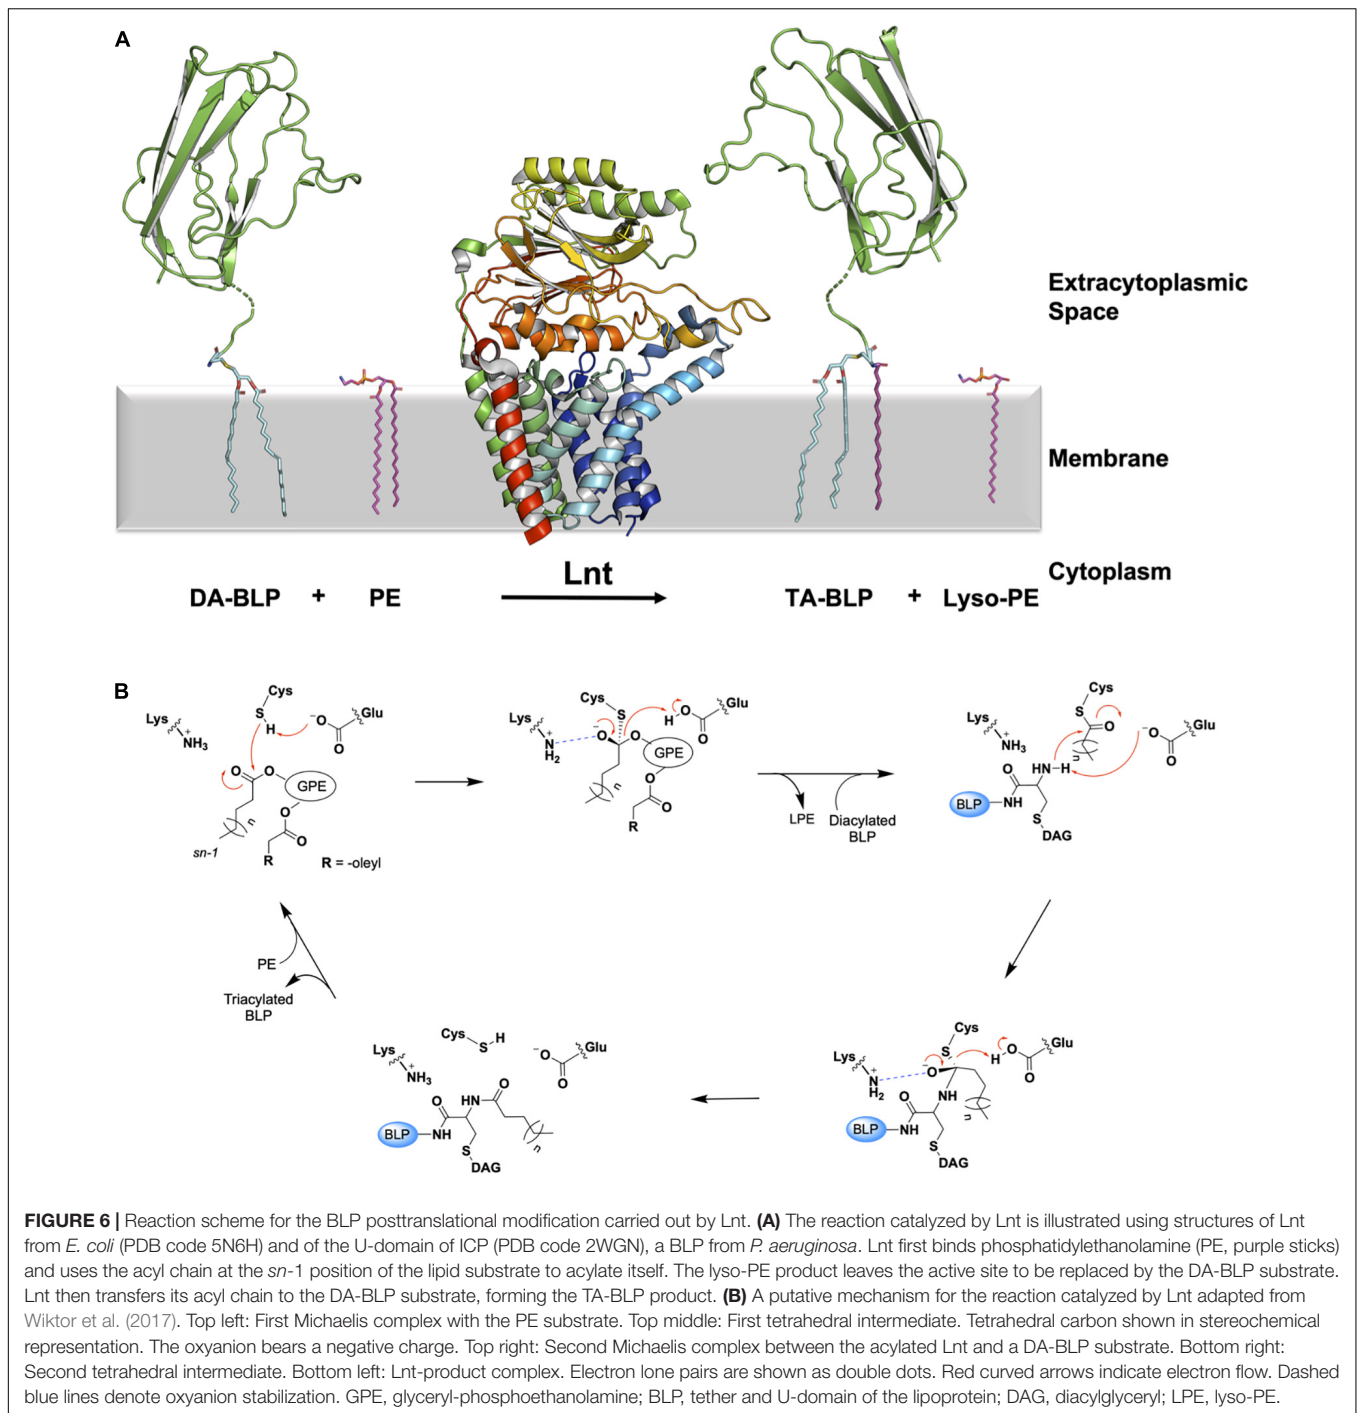 A
Extracytoplasmic
Space
Membrane
Cytoplasm
Lnt
DA-BLP + PE
TA-BLP + Lyso-PE
B
Cys
S
H
Lys
NH3
+
−O
O
Glu
O
O
GPE
O
O
n
sn-1
R
R = -oleyl
Cys
S
Lys
+
N
H2
−
O
O
H
O
O
Glu
GPE
O
O
n
R
LPE
Diacylated
BLP
Cys
S
O
n
Lys
+
NH3
−O
O
Glu
O
HN
H
BLP
NH
S
DAG
PE
Triacylated
BLP
Cys
S
H
Lys
+
NH3
−O
O
Glu
O
HN
O
BLP
NH
n
S
DAG
Cys
S
Lys
+
N
H2
−
O
H
O
O
Glu
O
NH
n
BLP
NH
S
DAG
FIGURE 6 | Reaction scheme for the BLP posttranslational modification carried out by Lnt. (A) The reaction catalyzed by Lnt is illustrated using structures of Lnt
from E. coli (PDB code 5N6H) and of the U-domain of ICP (PDB code 2WGN), a BLP from P. aeruginosa. Lnt first binds phosphatidylethanolamine (PE, purple sticks)
and uses the acyl chain at the sn-1 position of the lipid substrate to acylate itself. The lyso-PE product leaves the active site to be replaced by the DA-BLP substrate.
Lnt then transfers its acyl chain to the DA-BLP substrate, forming the TA-BLP product. (B) A putative mechanism for the reaction catalyzed by Lnt adapted from
Wiktor et al. (2017). Top left: First Michaelis complex with the PE substrate. Top middle: First tetrahedral intermediate. Tetrahedral carbon shown in stereochemical
representation. The oxyanion bears a negative charge. Top right: Second Michaelis complex between the acylated Lnt and a DA-BLP substrate. Bottom right:
Second tetrahedral intermediate. Bottom left: Lnt-product complex. Electron lone pairs are shown as double dots. Red curved arrows indicate electron flow. Dashed
blue lines denote oxyanion stabilization. GPE, glyceryl-phosphoethanolamine; BLP, tether and U-domain of the lipoprotein; DAG, diacylglyceryl; LPE, lyso-PE.